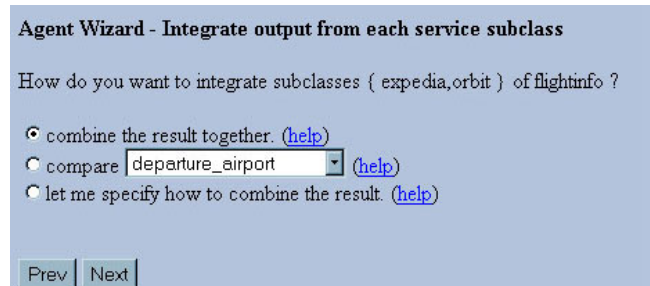 Agent Wizard - Integrate output from each service subclass
How do you want to integrate subclasses { expedia,orbit } of flightinfo ?
combine the result together. (help)
compare departure_airport (help)
let me specify how to combine the result. (help)
Prev Next